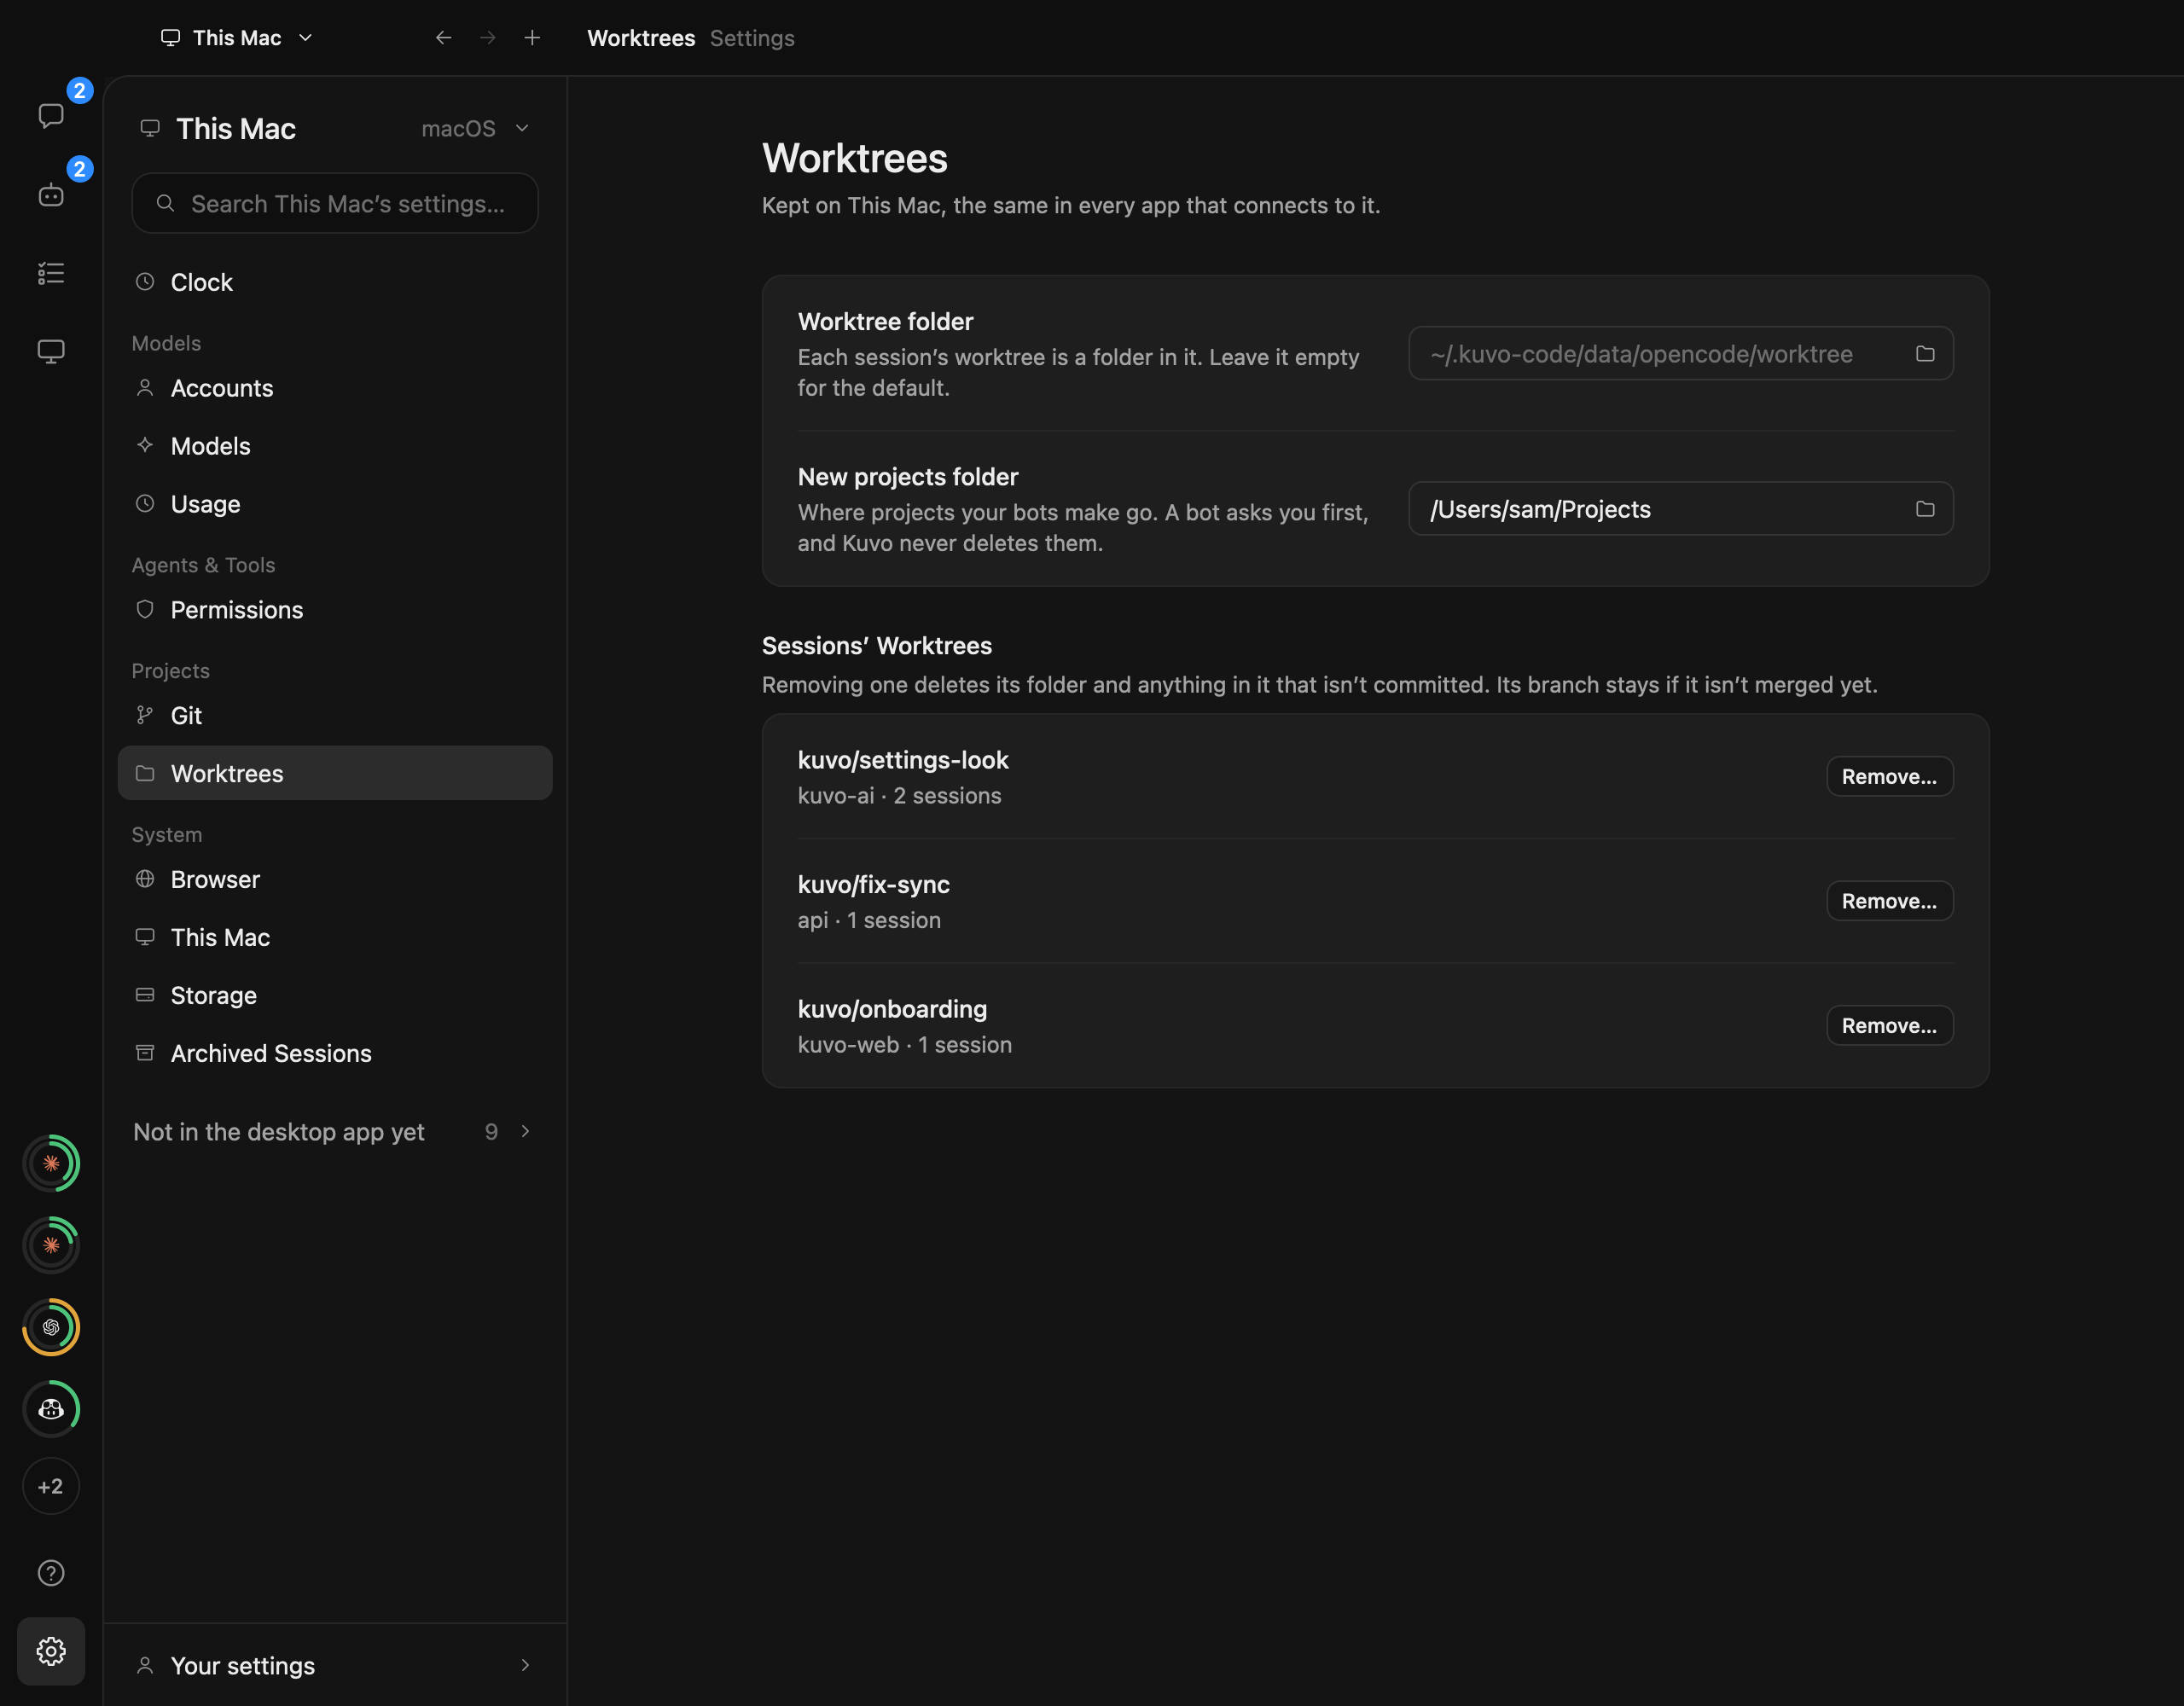 This Mac
Worktrees Settings
2
2
This Mac macOS
Search This Mac’s settings...
Clock
Models
Accounts
Models
Usage
Agents & Tools
Permissions
Projects
Git
Worktrees
System
Browser
This Mac
Storage
Archived Sessions
Not in the desktop app yet 9
+2
Your settings
Worktrees
Kept on This Mac, the same in every app that connects to it.
Worktree folder
Each session’s worktree is a folder in it. Leave it empty
for the default.
~/.kuvo-code/data/opencode/worktree
New projects folder
Where projects your bots make go. A bot asks you first,
and Kuvo never deletes them.
/Users/sam/Projects
Sessions’ Worktrees
Removing one deletes its folder and anything in it that isn’t committed. Its branch stays if it isn’t merged yet.
kuvo/settings-look
kuvo-ai · 2 sessions
Remove...
kuvo/fix-sync
api · 1 session
Remove...
kuvo/onboarding
kuvo-web · 1 session
Remove...